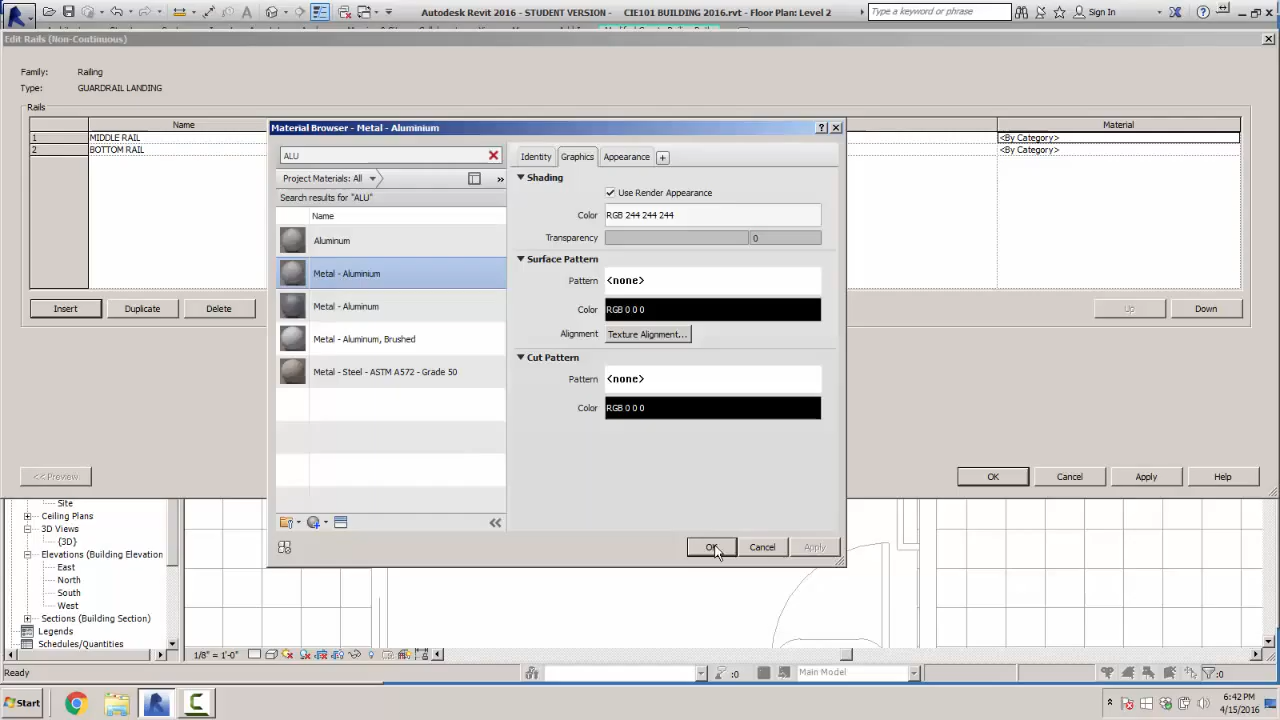 Autodesk Revit 2016 - STUDENT VERSION - CIE101 BUILDING 2016.rvt - Floor Plan: Level 2
Type a keyword or phrase
Sign In
Edit Rails (Non-Continuous)
Family: Railing
Type: GUARDRAIL LANDING
Rails
Name
Material
1 MIDDLE RAIL <By Category>
2 BOTTOM RAIL <By Category>
Insert Duplicate Delete
Up Down
<< Preview
OK Cancel Apply Help
Material Browser - Metal - Aluminium
ALU
Project Materials: All
Search results for "ALU"
Name
Aluminum
Metal - Aluminium
Metal - Aluminum
Metal - Aluminum, Brushed
Metal - Steel - ASTM A572 - Grade 50
Identity Graphics Appearance
Shading
Use Render Appearance
Color RGB 244 244 244
Transparency 0
Surface Pattern
Pattern <none>
Color RGB 0 0 0
Alignment Texture Alignment...
Cut Pattern
Pattern <none>
Color RGB 0 0 0
OK Cancel Apply
Site
Ceiling Plans
3D Views
{3D}
Elevations (Building Elevation
East
North
South
West
Sections (Building Section)
Legends
Schedules/Quantities
1/8" = 1'-0"
Ready
:0
Main Model
:0
Start
6:42 PM
4/15/2016